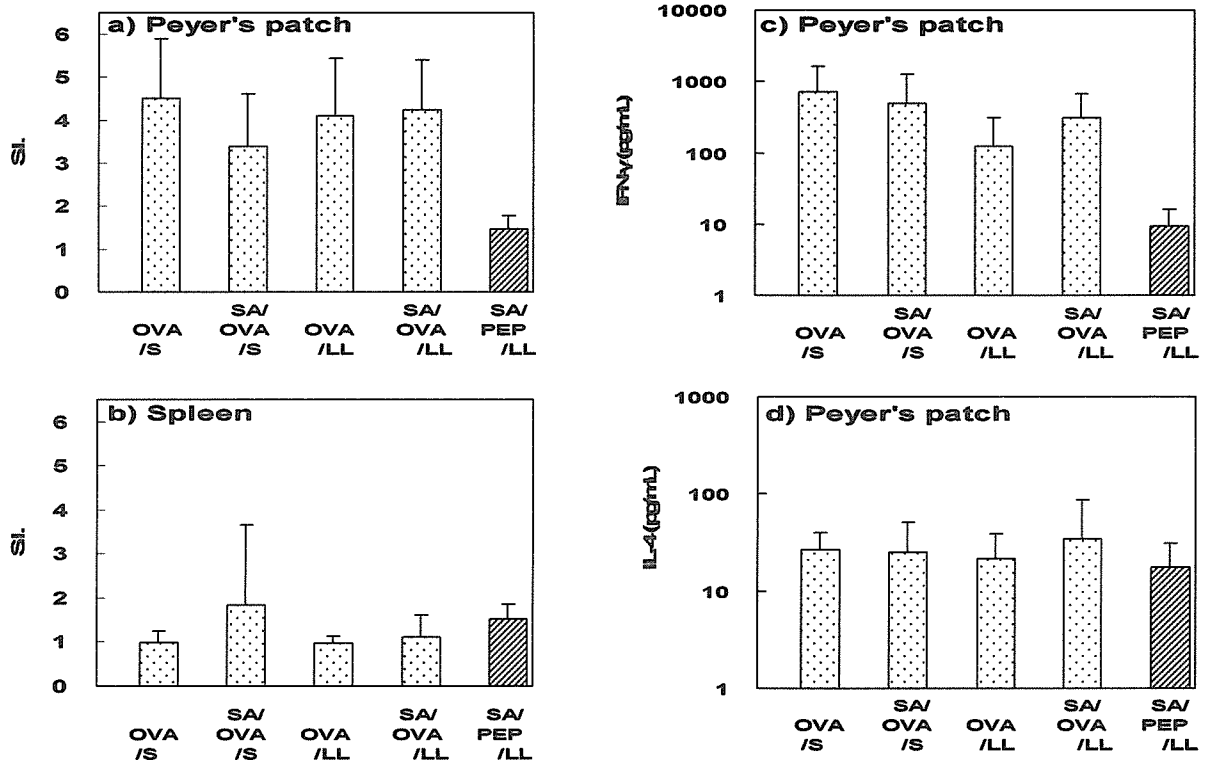 a) Peyer's patch
6
5
4
3
2
1
0
S.I.
OVA
/S
SA/
OVA
/S
OVA
/LL
SA/
OVA
/LL
SA/
PEP
/LL
b) Spleen
6
5
4
3
2
1
0
S.I.
OVA
/S
SA/
OVA
/S
OVA
/LL
SA/
OVA
/LL
SA/
PEP
/LL
c) Peyer's patch
10000
1000
100
10
1
IFN-γ (pg/mL)
OVA
/S
SA/
OVA
/S
OVA
/LL
SA/
OVA
/LL
SA/
PEP
/LL
d) Peyer's patch
1000
100
10
1
IL-4 (pg/mL)
OVA
/S
SA/
OVA
/S
OVA
/LL
SA/
OVA
/LL
SA/
PEP
/LL